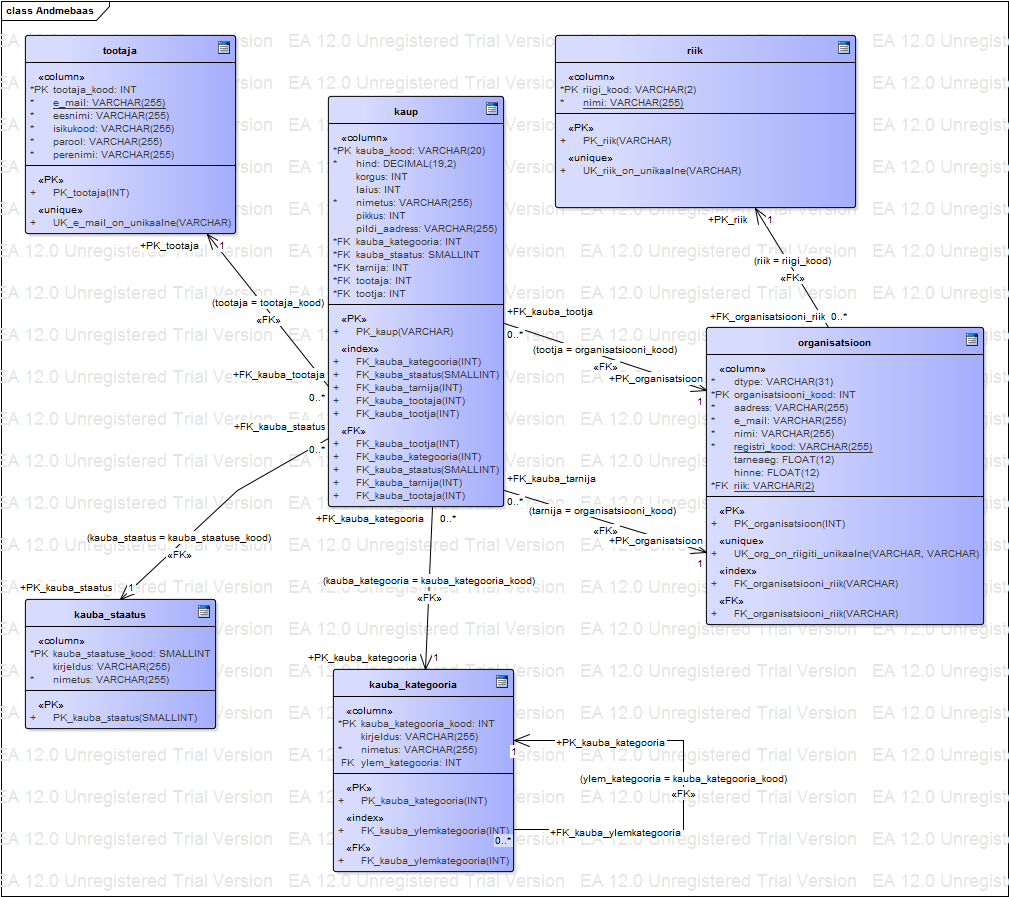 class Andmebaas
tootaja
«column»
*PK tootaja_kood: INT
* e_mail: VARCHAR(255)
* eesnimi: VARCHAR(255)
* isikukood: VARCHAR(255)
* parool: VARCHAR(255)
* perenimi: VARCHAR(255)
«PK»
+ PK_tootaja(INT)
«unique»
+ UK_e_mail_on_unikaalne(VARCHAR)
kaup
«column»
*PK kauba_kood: VARCHAR(20)
* hind: DECIMAL(19,2)
korgus: INT
laius: INT
* nimetus: VARCHAR(255)
pikkus: INT
pildi_aadress: VARCHAR(255)
*FK kauba_kategooria: INT
*FK kauba_staatus: SMALLINT
*FK tarnija: INT
*FK tootaja: INT
*FK tootja: INT
«PK»
+ PK_kaup(VARCHAR)
«index»
+ FK_kauba_kategooria(INT)
+ FK_kauba_staatus(SMALLINT)
+ FK_kauba_tarnija(INT)
+ FK_kauba_tootaja(INT)
+ FK_kauba_tootja(INT)
«FK»
+ FK_kauba_tootja(INT)
+ FK_kauba_kategooria(INT)
+ FK_kauba_staatus(SMALLINT)
+ FK_kauba_tarnija(INT)
+ FK_kauba_tootaja(INT)
riik
«column»
*PK riigi_kood: VARCHAR(2)
* nimi: VARCHAR(255)
«PK»
+ PK_riik(VARCHAR)
«unique»
+ UK_riik_on_unikaalne(VARCHAR)
+PK_riik 1
(riik = riigi_kood)
«FK»
+FK_organisatsiooni_riik 0..*
organisatsioon
«column»
* dtype: VARCHAR(31)
*PK organisatsiooni_kood: INT
* aadress: VARCHAR(255)
* e_mail: VARCHAR(255)
* nimi: VARCHAR(255)
* registri_kood: VARCHAR(255)
tarneaeg: FLOAT(12)
hinne: FLOAT(12)
*FK riik: VARCHAR(2)
«PK»
+ PK_organisatsioon(INT)
«unique»
+ UK_org_on_riigiti_unikaalne(VARCHAR, VARCHAR)
«index»
+ FK_organisatsiooni_riik(VARCHAR)
«FK»
+ FK_organisatsiooni_riik(VARCHAR)
+PK_tootaja 1
(tootaja = tootaja_kood)
«FK»
+FK_kauba_tootaja
0..*
+FK_kauba_tootja
0..*
(tootja = organisatsiooni_kood)
«FK»
+PK_organisatsioon
1
+FK_kauba_tarnija
0..*
(tarnija = organisatsiooni_kood)
«FK»
+PK_organisatsioon
1
+FK_kauba_staatus
0..*
(kauba_staatus = kauba_staatuse_kood)
«FK»
+PK_kauba_staatus 1
kauba_staatus
«column»
*PK kauba_staatuse_kood: SMALLINT
kirjeldus: VARCHAR(255)
* nimetus: VARCHAR(255)
«PK»
+ PK_kauba_staatus(SMALLINT)
+FK_kauba_kategooria 0..*
(kauba_kategooria = kauba_kategooria_kood)
«FK»
+PK_kauba_kategooria 1
kauba_kategooria
«column»
*PK kauba_kategooria_kood: INT
kirjeldus: VARCHAR(255)
* nimetus: VARCHAR(255)
FK ylem_kategooria: INT
«PK»
+ PK_kauba_kategooria(INT)
«index»
+ FK_kauba_ylemkategooria(INT)
«FK»
+ FK_kauba_ylemkategooria(INT)
+PK_kauba_kategooria
1
(ylem_kategooria = kauba_kategooria_kood)
«FK»
+FK_kauba_ylemkategooria
0..*
EA 12.0 Unregistered Trial Version